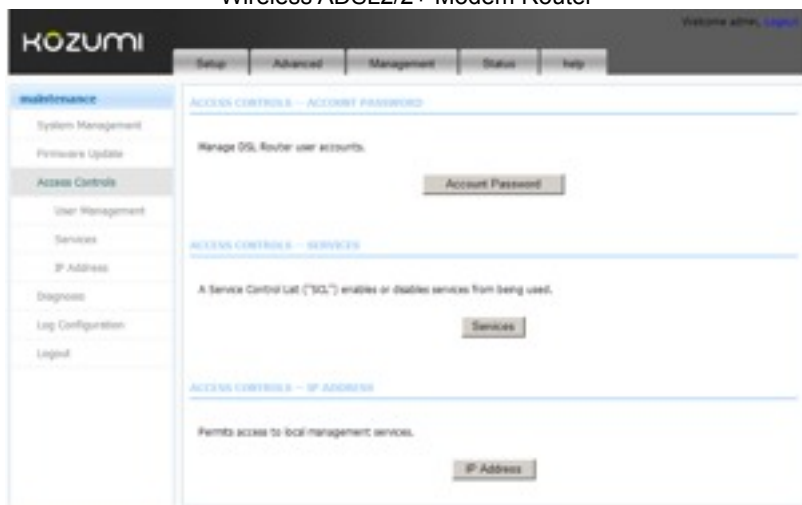 Wireless ADSL2/2+ Modem Router
Welcome admin, Logout
KOZUMI
Setup Advanced Management Status help
maintenance
System Management
Firmware Update
Access Controls
User Management
Services
IP Address
Diagnosis
Log Configuration
Logout
ACCESS CONTROLS -- ACCOUNT PASSWORD
Manage DSL Router user accounts.
Account Password
ACCESS CONTROLS -- SERVICES
A Service Control List ("SCL") enables or disables services from being used.
Services
ACCESS CONTROLS -- IP ADDRESS
Permits access to local management services.
IP Address